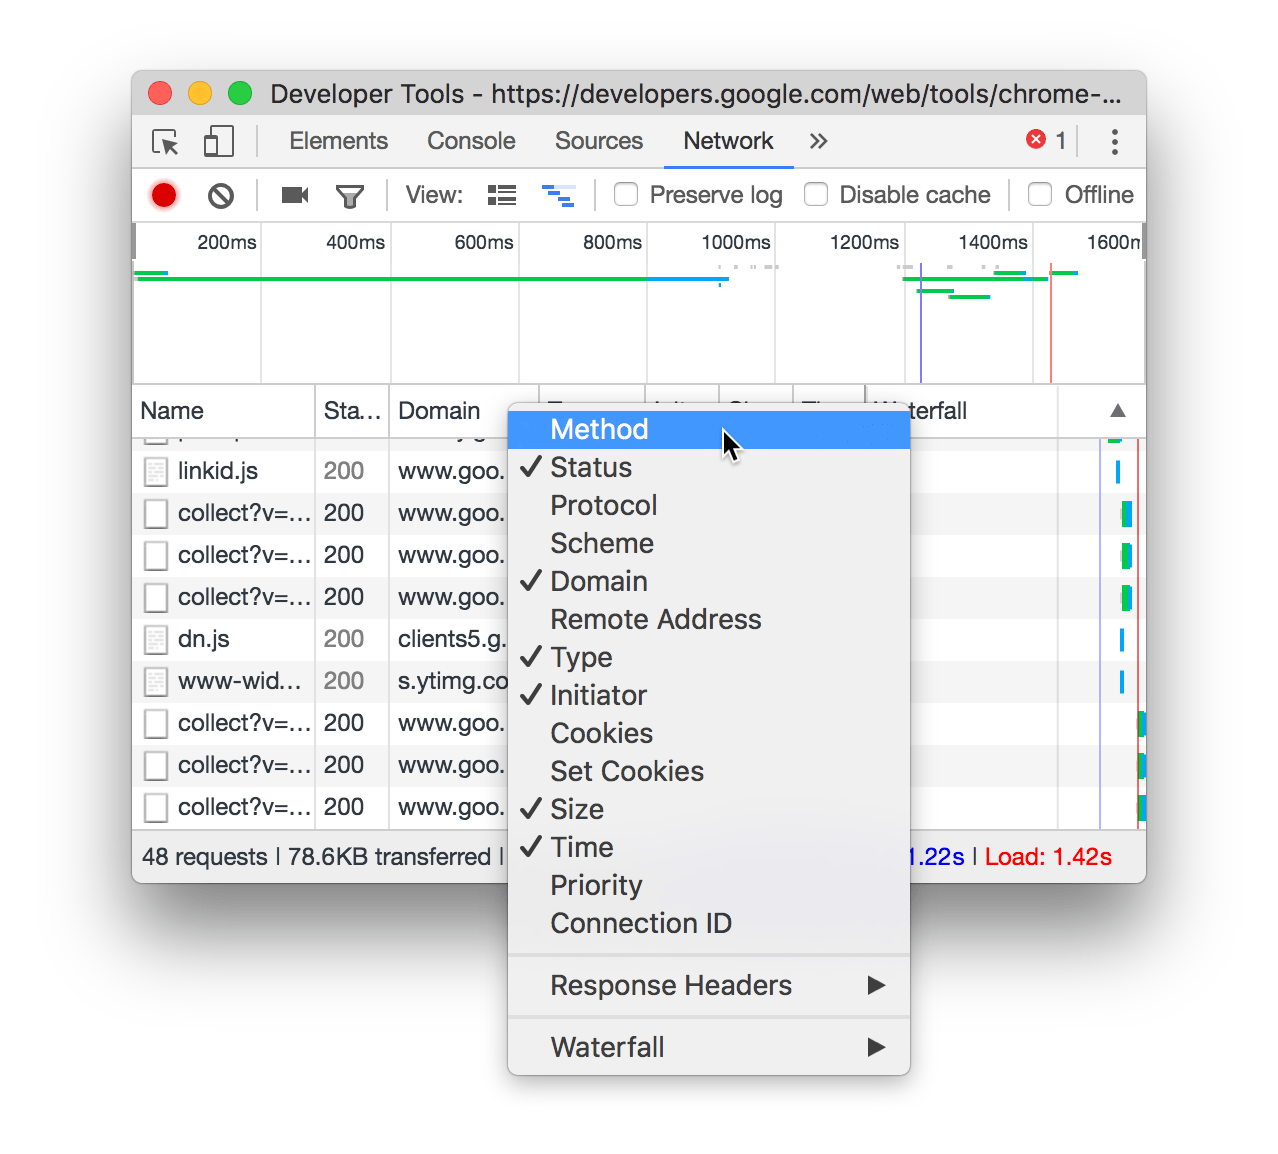 Developer Tools - https://developers.google.com/web/tools/chrome-...
Elements Console Sources Network » 1
View: Preserve log Disable cache Offline
200ms 400ms 600ms 800ms 1000ms 1200ms 1400ms
Name Sta... Domain terfall
linkid.js 200 www.goo.
collect?v=... 200 www.goo.
collect?v=... 200 www.goo.
collect?v=... 200 www.goo.
dn.js 200 clients5.g.
www-wid... 200 s.ytimg.co
collect?v=... 200 www.goo.
collect?v=... 200 www.goo.
collect?v=... 200 www.goo.
48 requests | 78.6KB transferred | 1.22s | Load: 1.42s
Method
Status
Protocol
Scheme
Domain
Remote Address
Type
Initiator
Cookies
Set Cookies
Size
Time
Priority
Connection ID
Response Headers
Waterfall